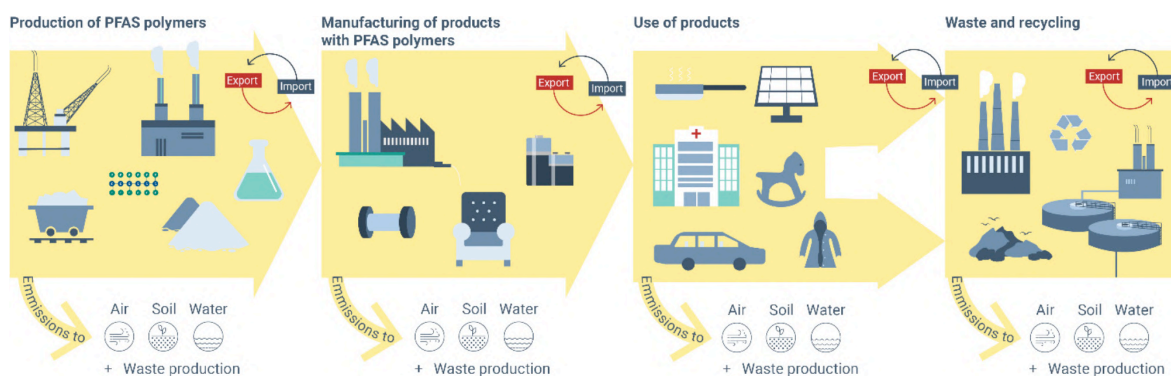 Production of PFAS polymers
Export
Import
Emmissions to
Air Soil Water
+ Waste production
Manufacturing of products
with PFAS polymers
Export
Import
Emmissions to
Air Soil Water
+ Waste production
Use of products
Export
Import
Emmissions to
Air Soil Water
+ Waste production
Waste and recycling
Export
Import
Emmissions to
Air Soil Water
+ Waste production